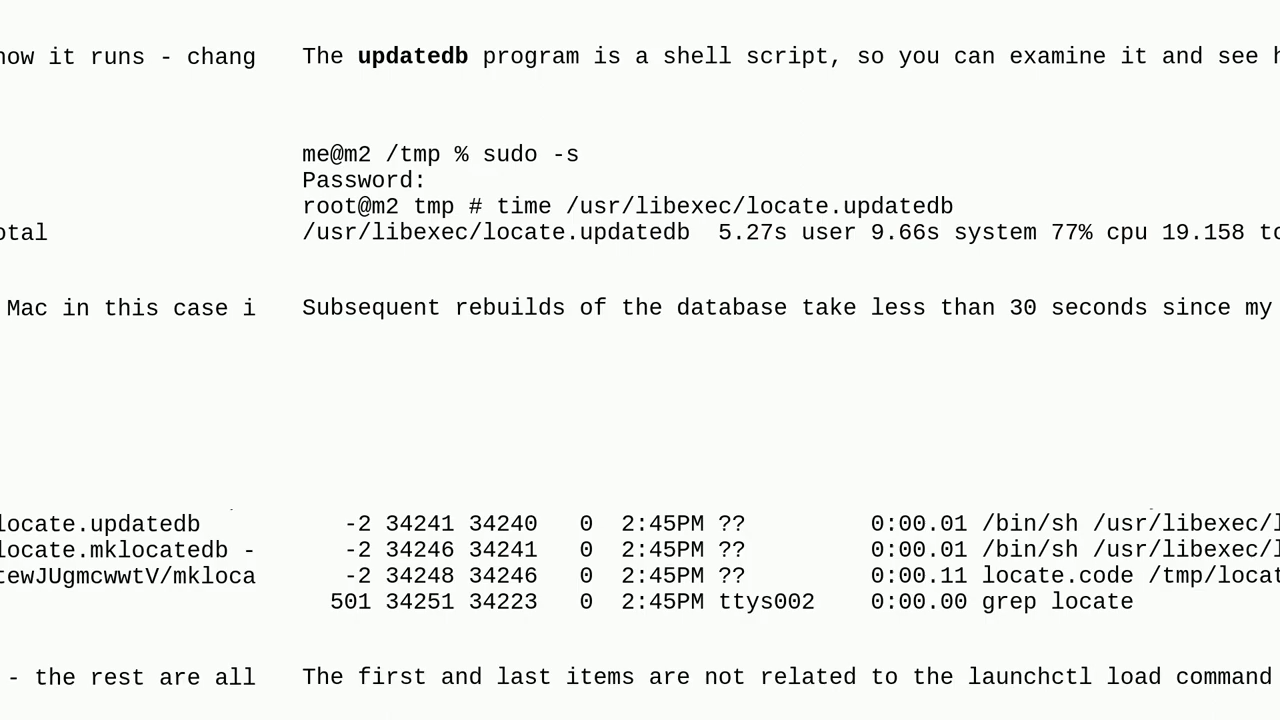 how it runs - chang The updatedb program is a shell script, so you can examine it and see h
me@m2 /tmp % sudo -s
Password:
root@m2 tmp # time /usr/libexec/locate.updatedb
otal /usr/libexec/locate.updatedb 5.27s user 9.66s system 77% cpu 19.158 to
Mac in this case i Subsequent rebuilds of the database take less than 30 seconds since my
locate.updatedb -2 34241 34240 0 2:45PM ?? 0:00.01 /bin/sh /usr/libexec/l
locate.mklocatedb - -2 34246 34241 0 2:45PM ?? 0:00.01 /bin/sh /usr/libexec/l
tewJUgmcwwtV/mkloca -2 34248 34246 0 2:45PM ?? 0:00.11 locate.code /tmp/locat
501 34251 34223 0 2:45PM ttys002 0:00.00 grep locate
- the rest are all The first and last items are not related to the launchctl load command